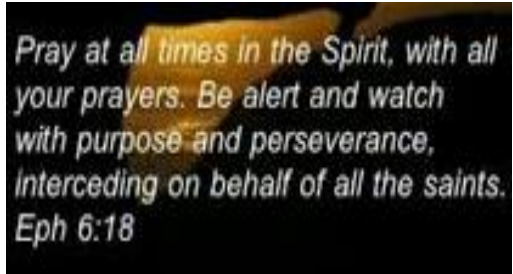 Pray at all times in the Spirit, with all
your prayers. Be alert and watch
with purpose and perseverance,
interceding on behalf of all the saints.
Eph 6:18